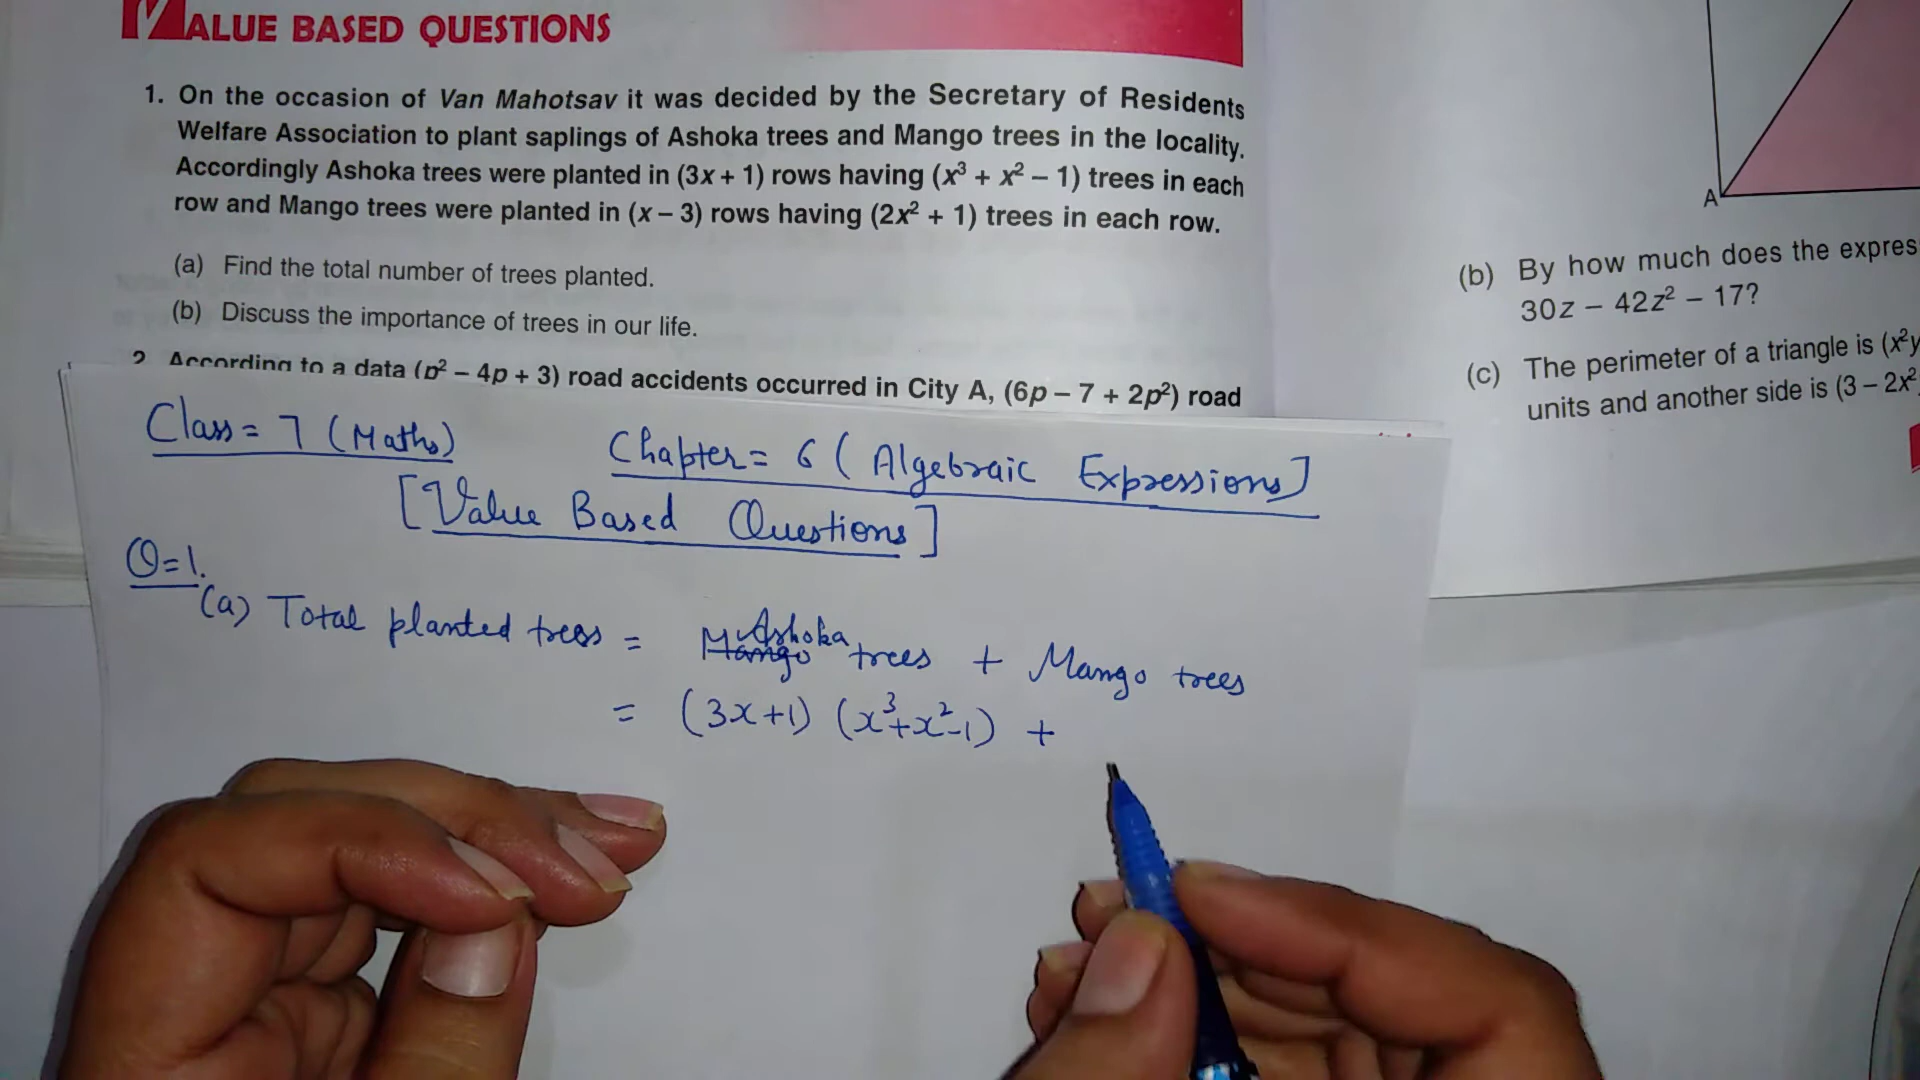 VALUE BASED QUESTIONS
1. On the occasion of Van Mahotsav it was decided by the Secretary of Residents
Welfare Association to plant saplings of Ashoka trees and Mango trees in the locality.
Accordingly Ashoka trees were planted in (3x + 1) rows having (x³ + x² – 1) trees in each
row and Mango trees were planted in (x – 3) rows having (2x² + 1) trees in each row.
(a) Find the total number of trees planted.
(b) Discuss the importance of trees in our life.
2. According to a data (p² – 4p + 3) road accidents occurred in City A, (6p – 7 + 2p²) road
A
(b) By how much does the expres
30z – 42z² – 17?
(c) The perimeter of a triangle is (x²y
units and another side is (3 – 2x²
Class = 7 (Maths) Chapter = 6 ( Algebraic Expressions]
[Value Based Questions]
Q=1.
(a) Total planted trees = Mango Ashoka trees + Mango trees
= (3x+1) (x³+x²-1) +